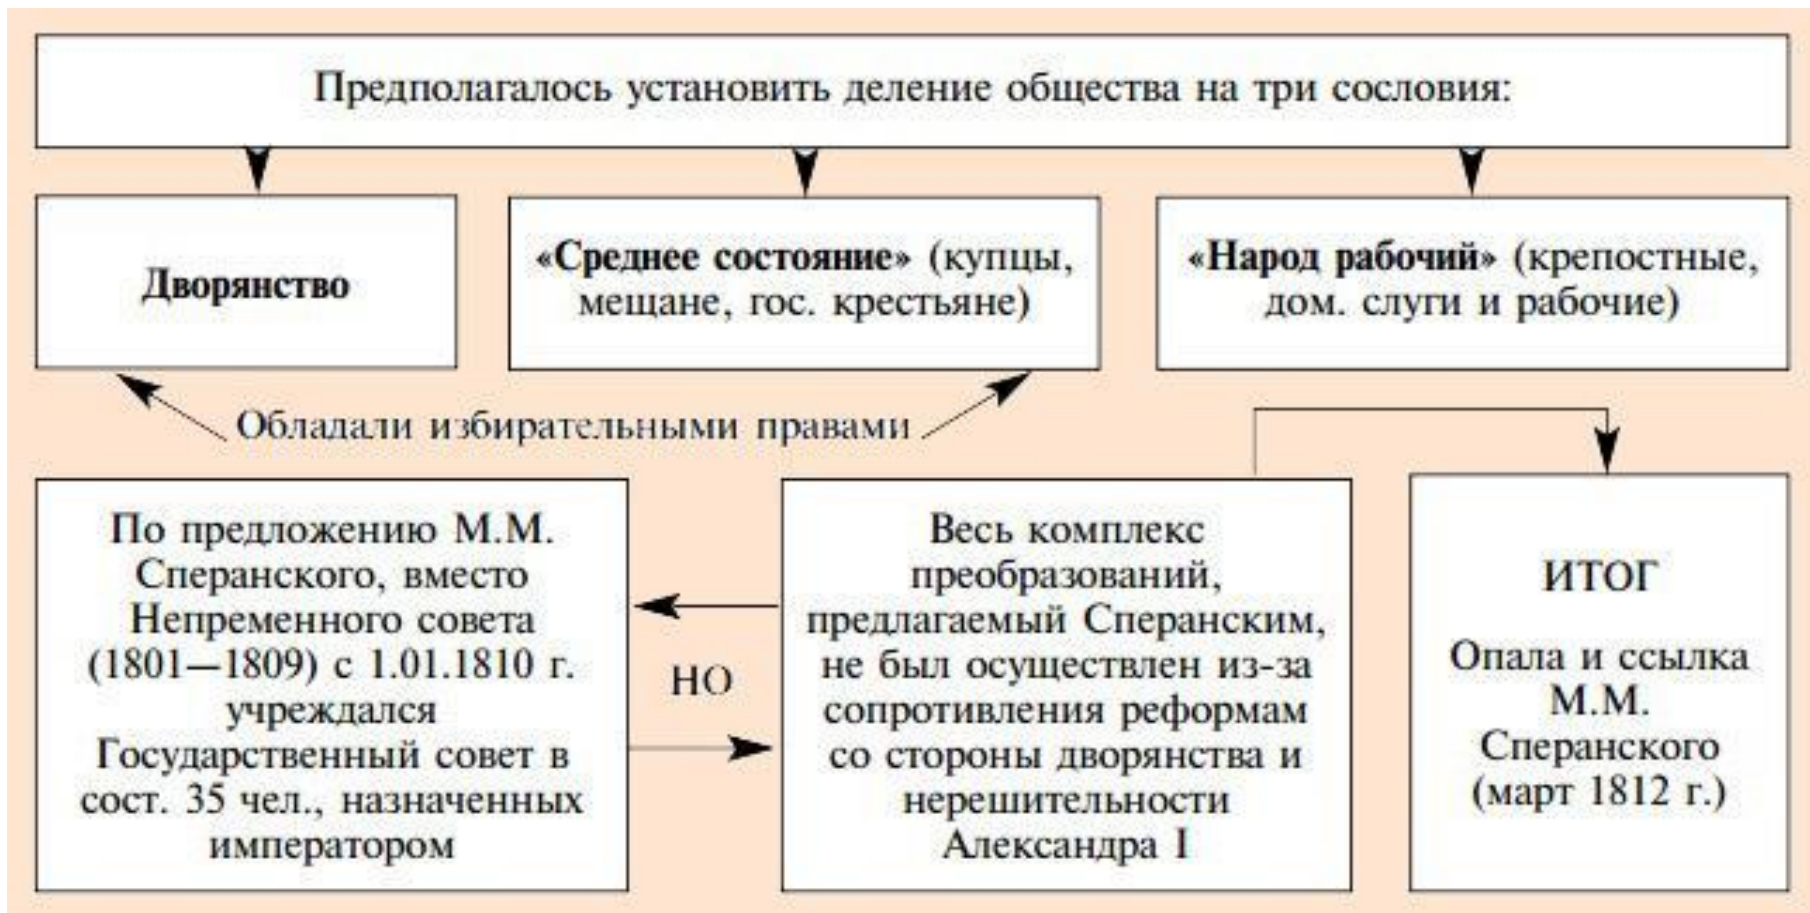 Предполагалось установить деление общества на три сословия:
Дворянство
«Среднее состояние» (купцы,
мещане, гос. крестьяне)
«Народ рабочий» (крепостные,
дом. слуги и рабочие)
Обладали избирательными правами
По предложению М.М.
Сперанского, вместо
Непременного совета
(1801—1809) с 1.01.1810 г.
учреждался
Государственный совет в
сост. 35 чел., назначенных
императором
НО
Весь комплекс
преобразований,
предлагаемый Сперанским,
не был осуществлен из-за
сопротивления реформам
со стороны дворянства и
нерешительности
Александра I
ИТОГ
Опала и ссылка
М.М.
Сперанского
(март 1812 г.)